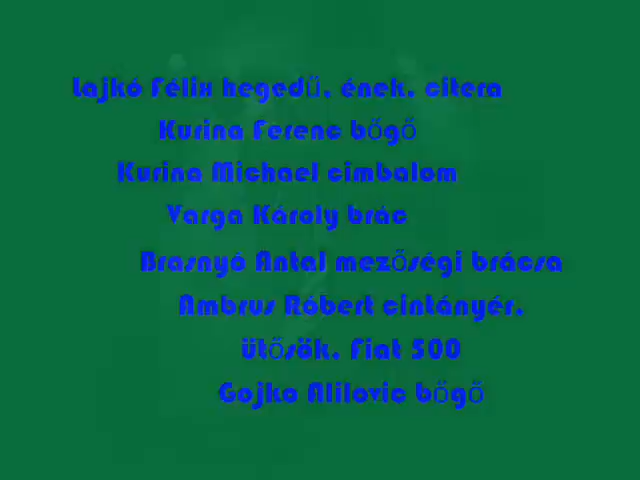 Lajkó Félix hegedű, ének, citera
Kurina Ferenc bőgő
Kurina Michael cimbalom
Varga Károly brác
Brasnyó Antal mezőségi brácsa
Ambrus Róbert cintányér,
ütősök, Fiat 500
Gojko Alilovic bőgő